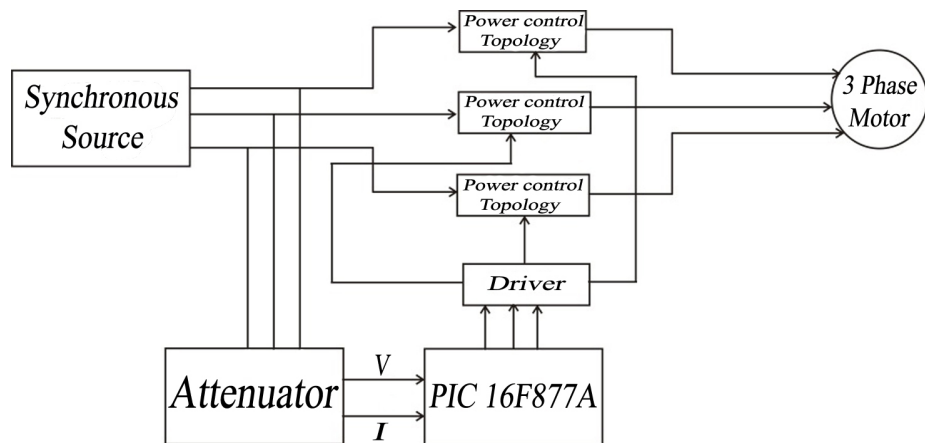 Power control
Topology
Synchronous
Source
Power control
Topology
3 Phase
Motor
Power control
Topology
Driver
Attenuator
V
I
PIC 16F877A